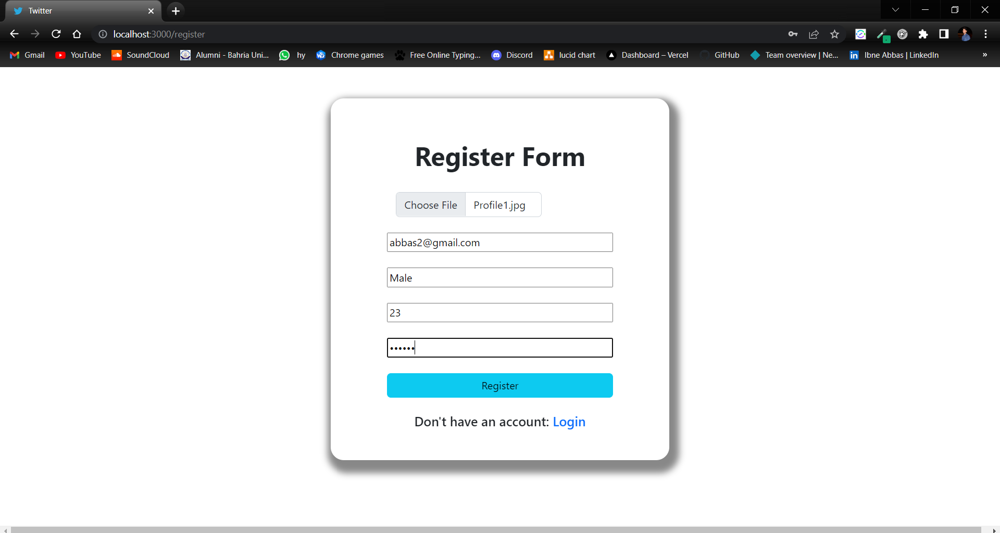 Twitter
localhost:3000/register
Gmail YouTube SoundCloud Alumni - Bahria Uni... hy Chrome games Free Online Typing... Discord lucid chart Dashboard – Vercel GitHub Team overview | Ne... Ibne Abbas | LinkedIn »
Register Form
Choose File Profile1.jpg
abbas2@gmail.com
Male
23
••••••
Register
Don't have an account: Login